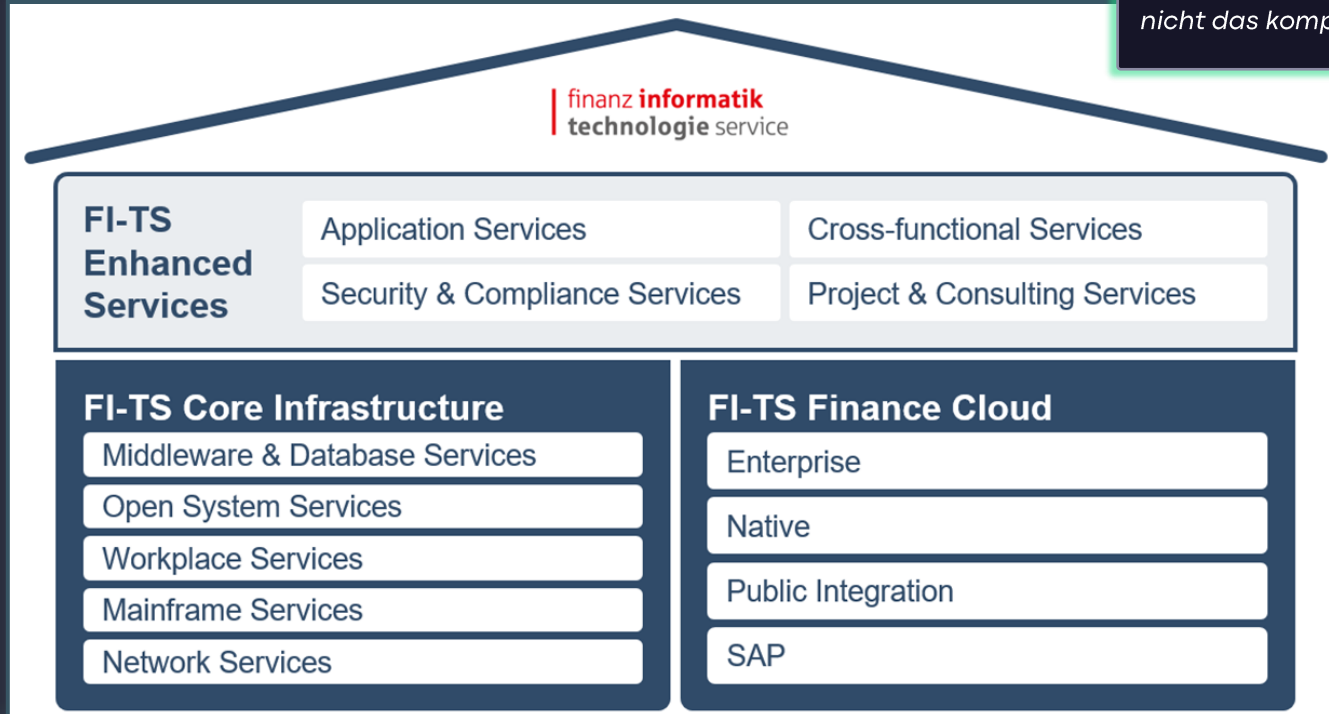 nicht das
finanz informatik
technologie service
FI-TS
Enhanced
Services
Application Services
Cross-functional Services
Security & Compliance Services
Project & Consulting Services
FI-TS Core Infrastructure
Middleware & Database Services
Open System Services
Workplace Services
Mainframe Services
Network Services
FI-TS Finance Cloud
Enterprise
Native
Public Integration
SAP